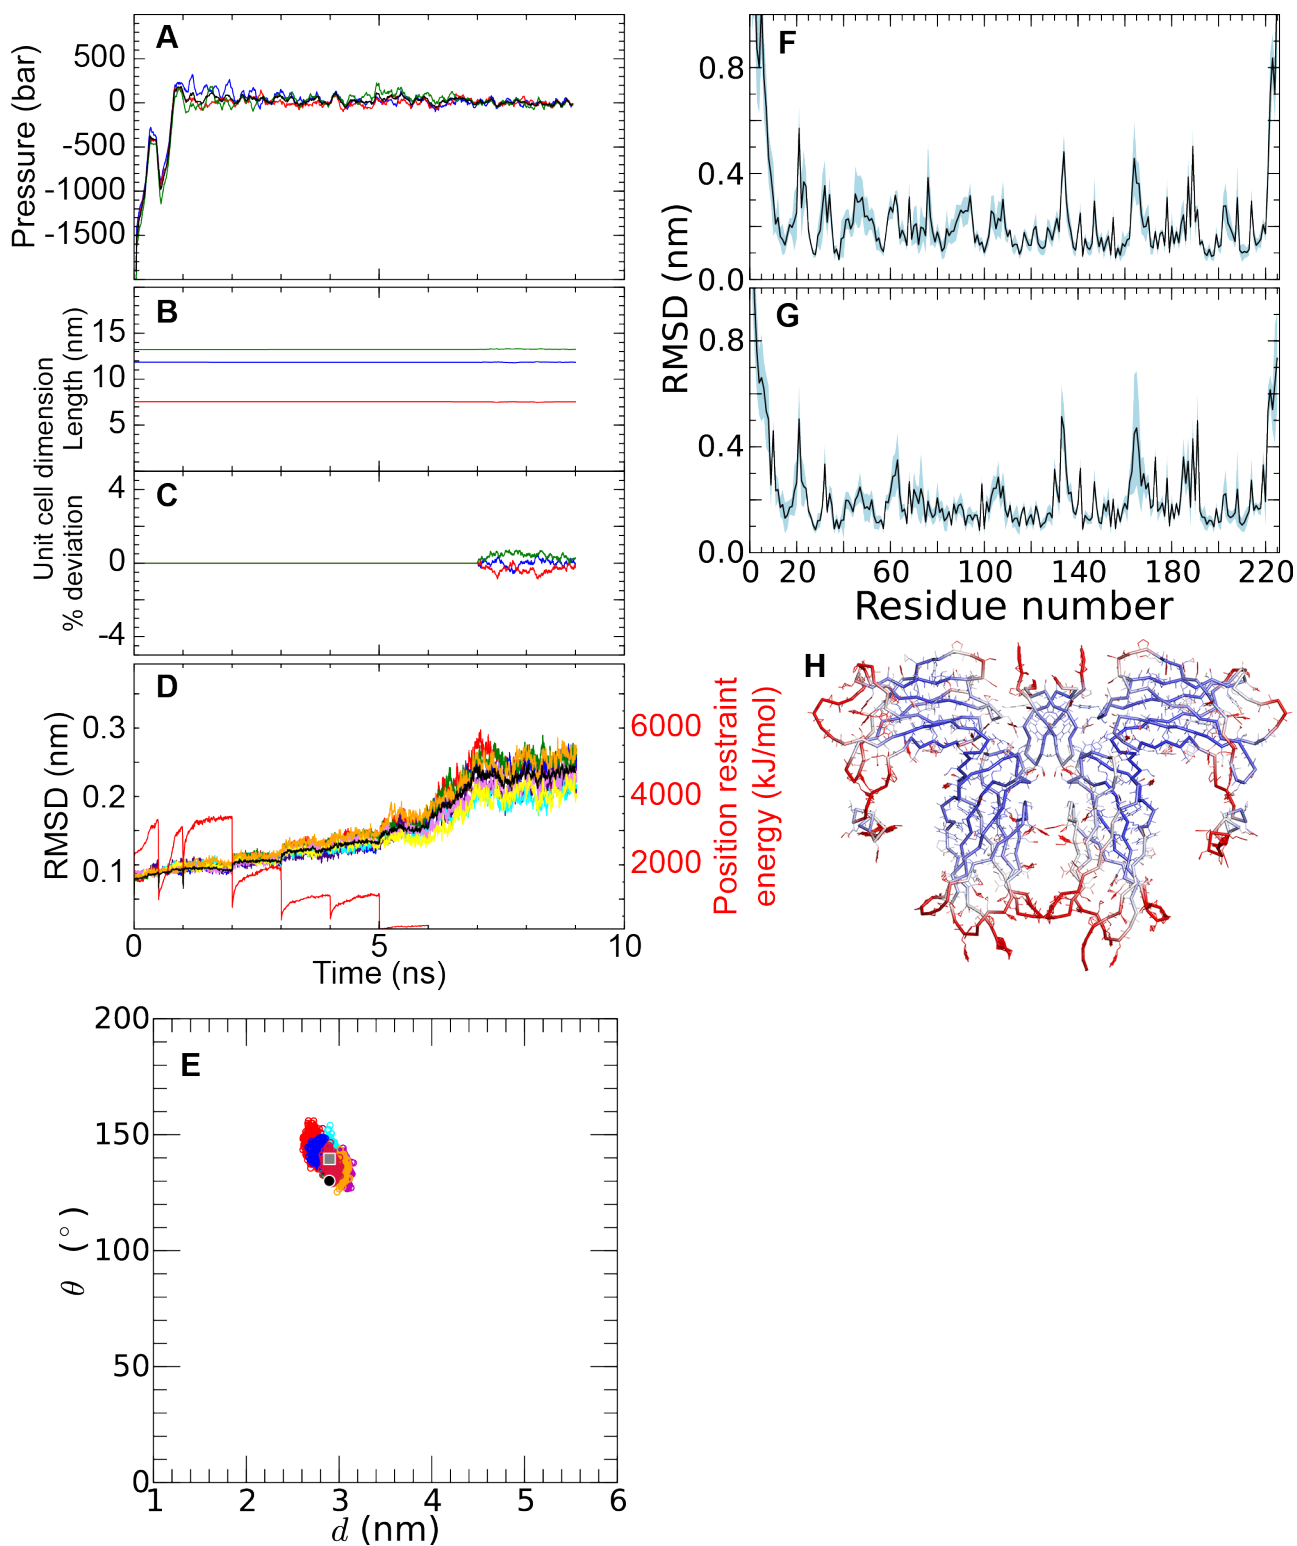 A
Pressure (bar)
500
0
-500
-1000
-1500
B
Unit cell dimension
Length (nm)
15
10
5
C
% deviation
4
0
-4
D
RMSD (nm)
0.3
0.2
0.1
6000
4000
2000
Position restraint
energy (kJ/mol)
0 5 10
Time (ns)
E
θ (°)
200
150
100
50
0
1 2 3 4 5 6
d (nm)
F
0.8
0.4
0.0
RMSD (nm)
G
0.8
0.4
0.0
0 20 60 100 140 180 220
Residue number
H